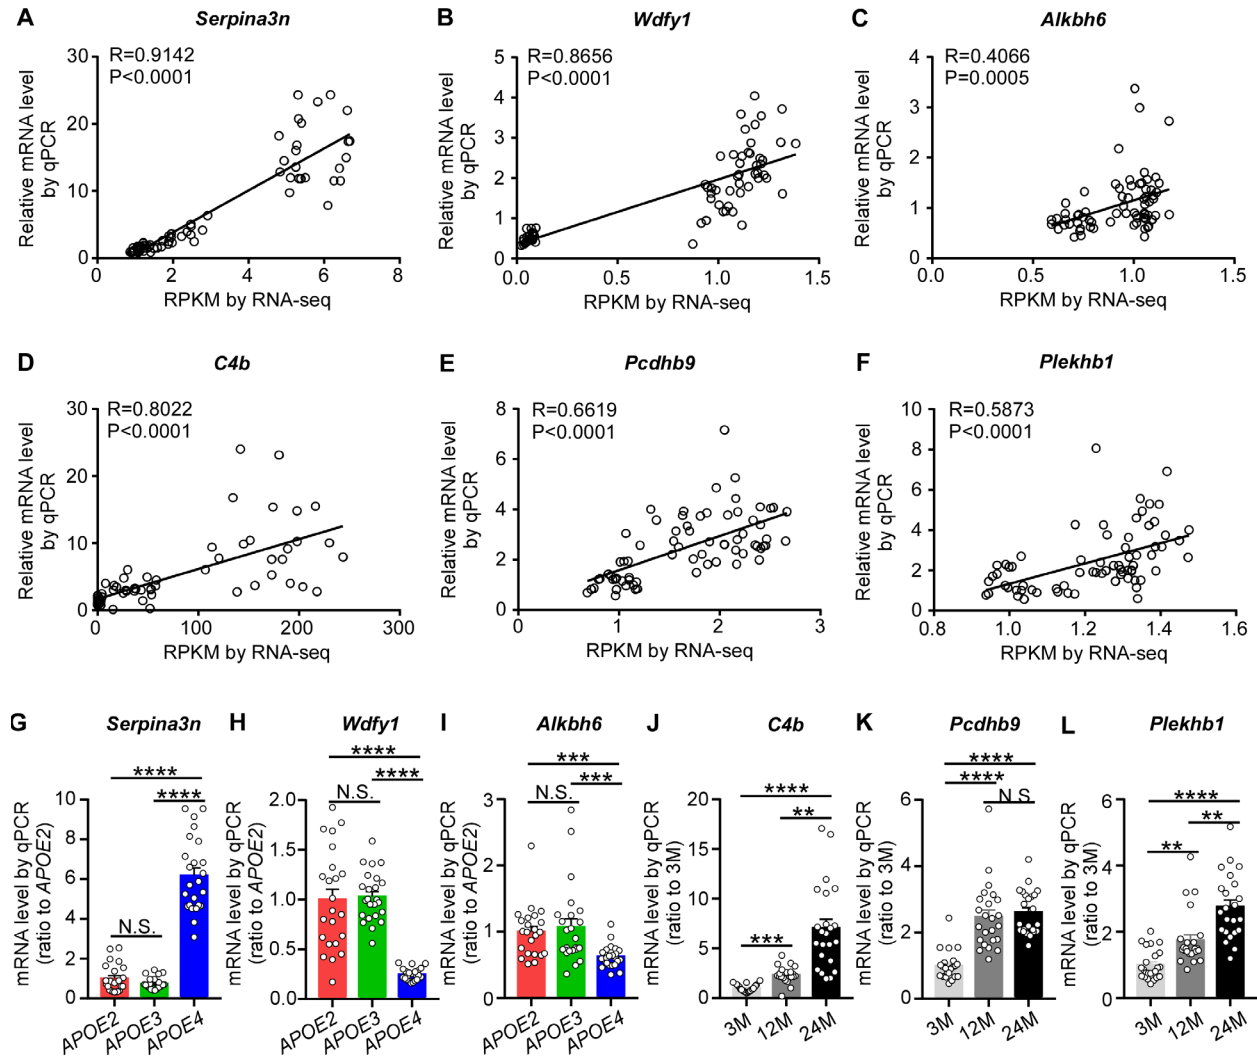 A
Serpina3n
R=0.9142
P<0.0001
Relative mRNA level
by qPCR
30
20
10
0
0 2 4 6 8
RPKM by RNA-seq
B
Wdfy1
R=0.8656
P<0.0001
Relative mRNA level
by qPCR
5
4
3
2
1
0
0.0 0.5 1.0 1.5
RPKM by RNA-seq
C
Alkbh6
R=0.4066
P=0.0005
Relative mRNA level
by qPCR
4
3
2
1
0
0.0 0.5 1.0 1.5
RPKM by RNA-seq
D
C4b
R=0.8022
P<0.0001
Relative mRNA level
by qPCR
30
20
10
0
0 100 200 300
RPKM by RNA-seq
E
Pcdhb9
R=0.6619
P<0.0001
Relative mRNA level
by qPCR
8
6
4
2
0
0 1 2 3
RPKM by RNA-seq
F
Plekhb1
R=0.5873
P<0.0001
Relative mRNA level
by qPCR
10
8
6
4
2
0
0.8 1.0 1.2 1.4 1.6
RPKM by RNA-seq
G
Serpina3n
****
****
N.S.
mRNA level by qPCR
(ratio to APOE2)
10
8
6
4
2
0
APOE2 APOE3 APOE4
H
Wdfy1
****
****
N.S.
mRNA level by qPCR
(ratio to APOE2)
2.0
1.5
1.0
0.5
0.0
APOE2 APOE3 APOE4
I
Alkbh6
***
***
N.S.
mRNA level by qPCR
(ratio to APOE2)
3
2
1
0
APOE2 APOE3 APOE4
J
C4b
****
**
***
mRNA level by qPCR
(ratio to 3M)
20
15
10
5
0
3M 12M 24M
K
Pcdhb9
****
****
N.S
mRNA level by qPCR
(ratio to 3M)
6
4
2
0
3M 12M 24M
L
Plekhb1
****
**
**
mRNA level by qPCR
(ratio to 3M)
6
4
2
0
3M 12M 24M